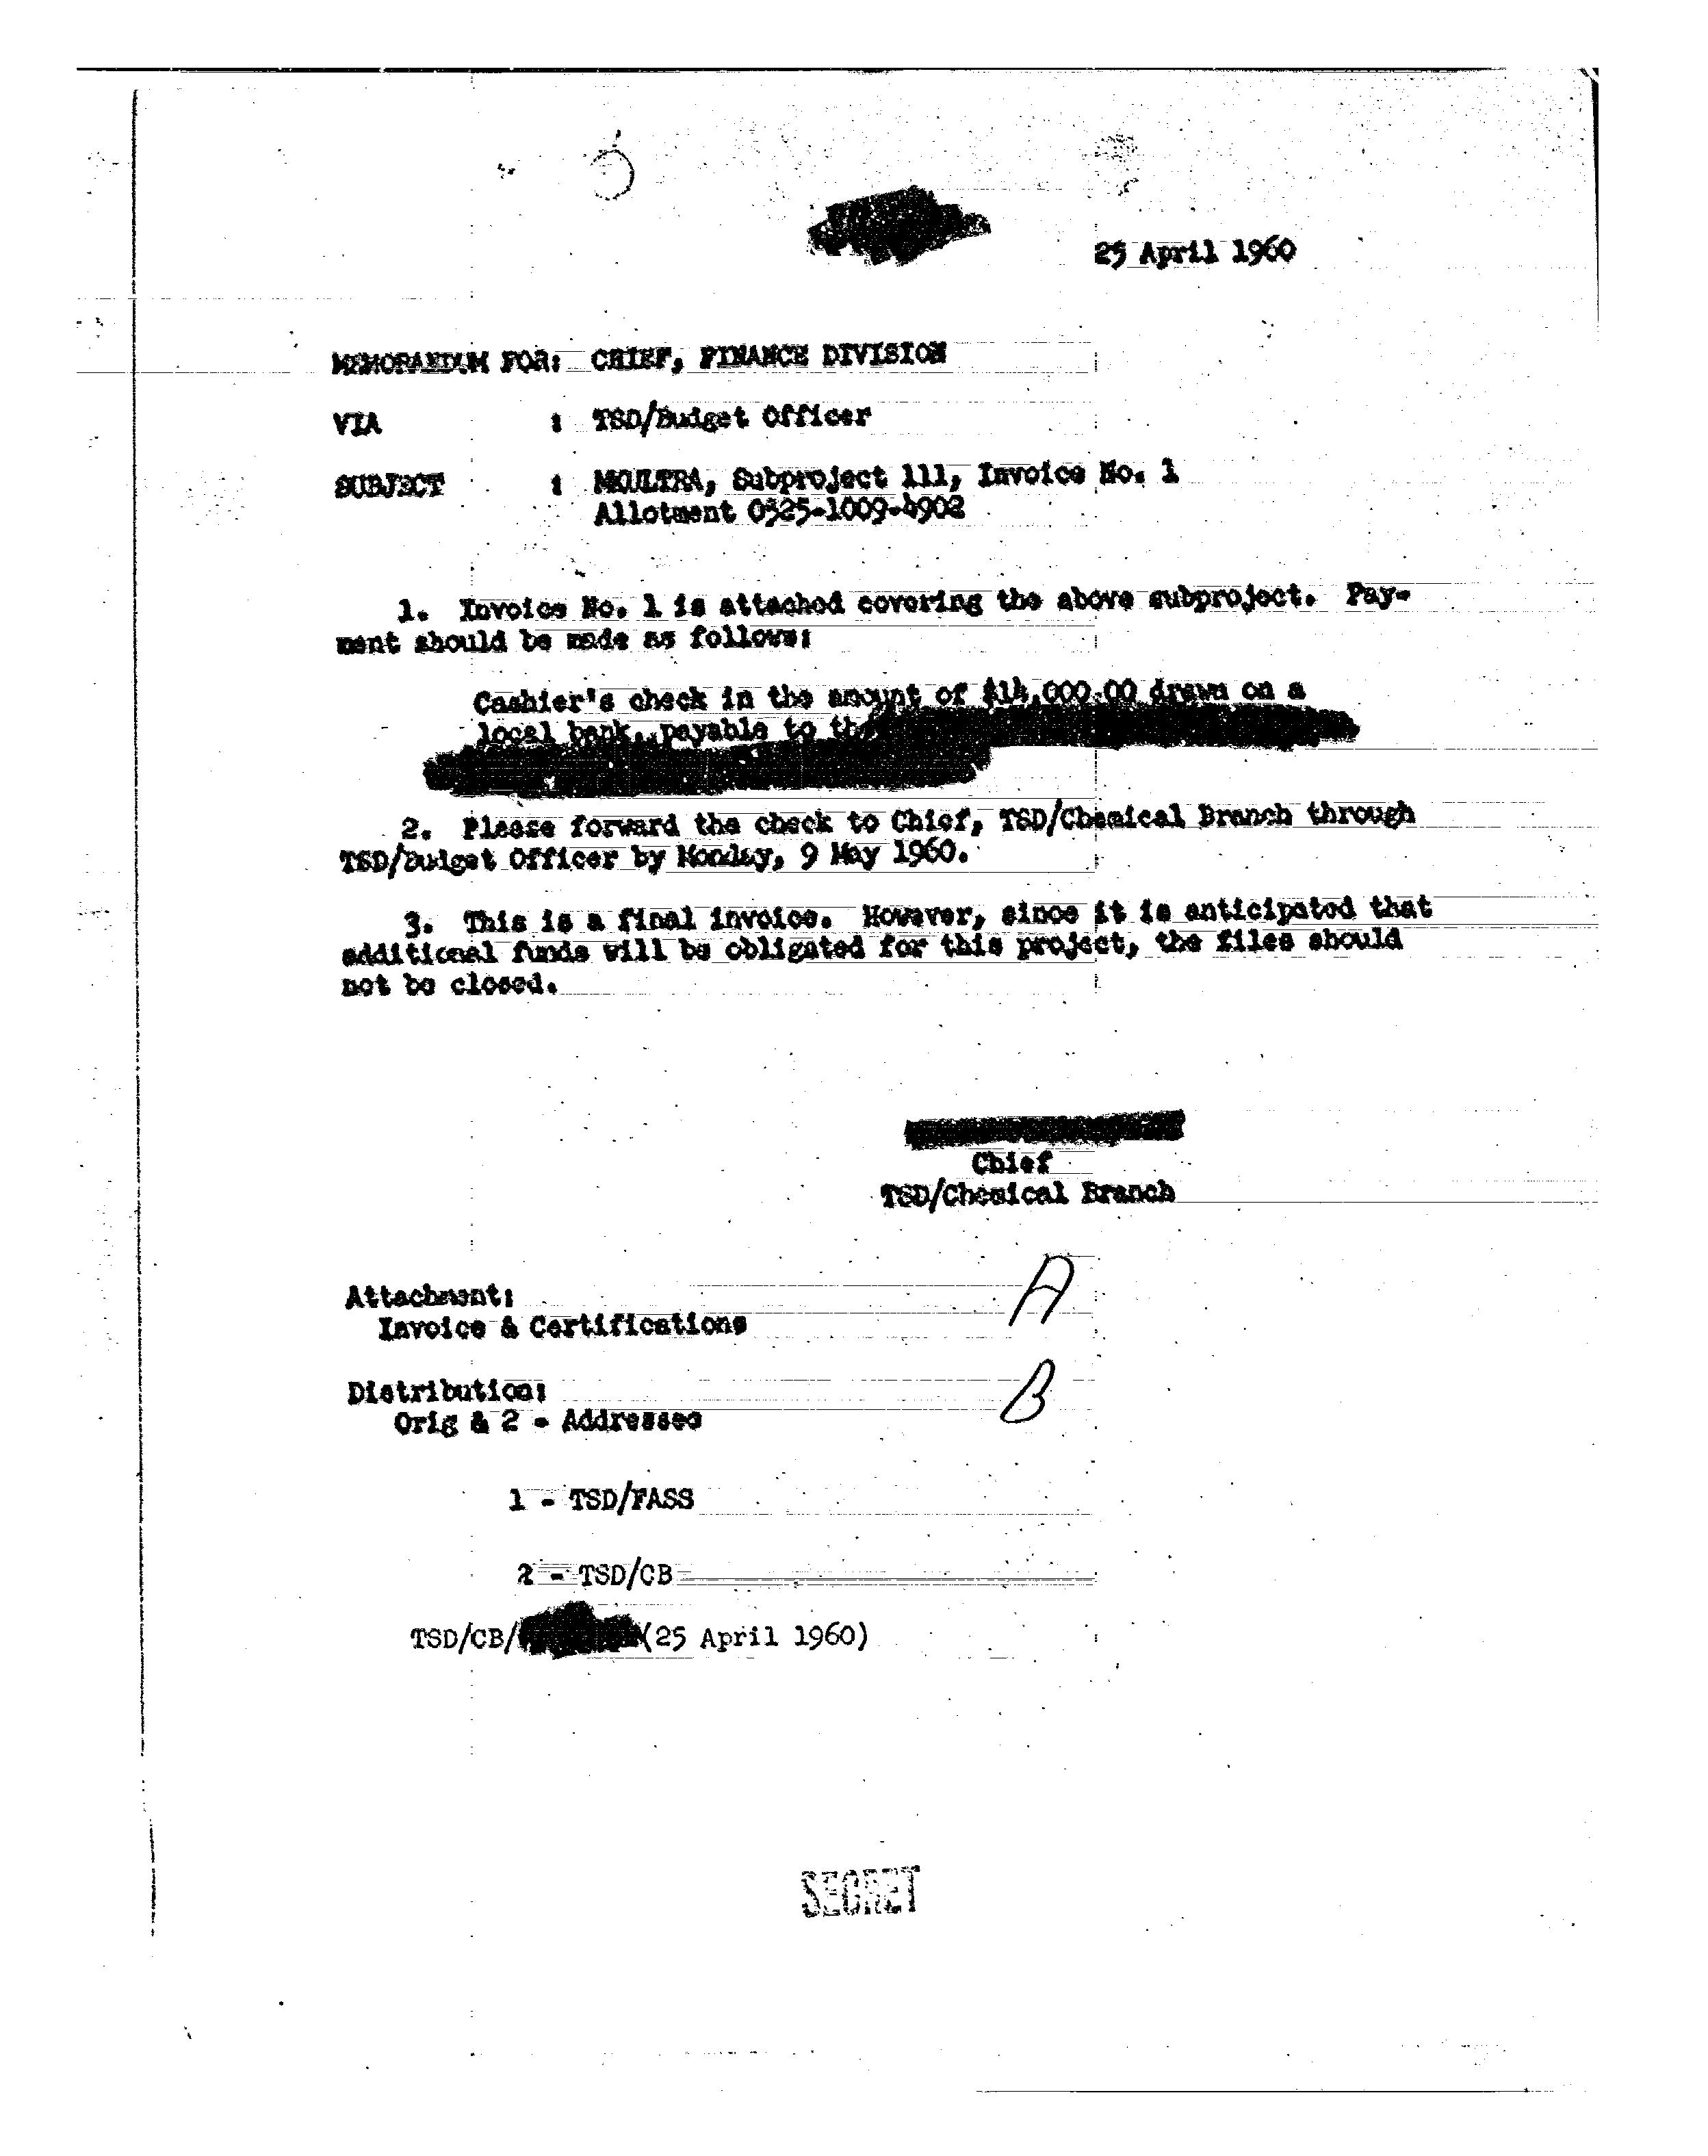 25 April 1960
MEMORANDUM FOR: CHIEF, FINANCE DIVISION
VIA : TSD/Budget Officer
SUBJECT : MKULTRA, Subproject 111, Invoice No. 1
Allotment 0525-1009-4902
1. Invoice No. 1 is attached covering the above subproject. Pay-
ment should be made as follows:
Cashier's check in the amount of $14,000.00 drawn on a
local bank, payable to the
2. Please forward the check to Chief, TSD/Chemical Branch through
TSD/Budget Officer by Monday, 9 May 1960.
3. This is a final invoice. However, since it is anticipated that
additional funds will be obligated for this project, the files should
not be closed.
Chief
TSD/Chemical Branch
A
Attachment:
Invoice & Certifications
B
Distribution:
Orig & 2 - Addressee
1 - TSD/FASS
2 - TSD/CB
TSD/CB/ (25 April 1960)
SECRET